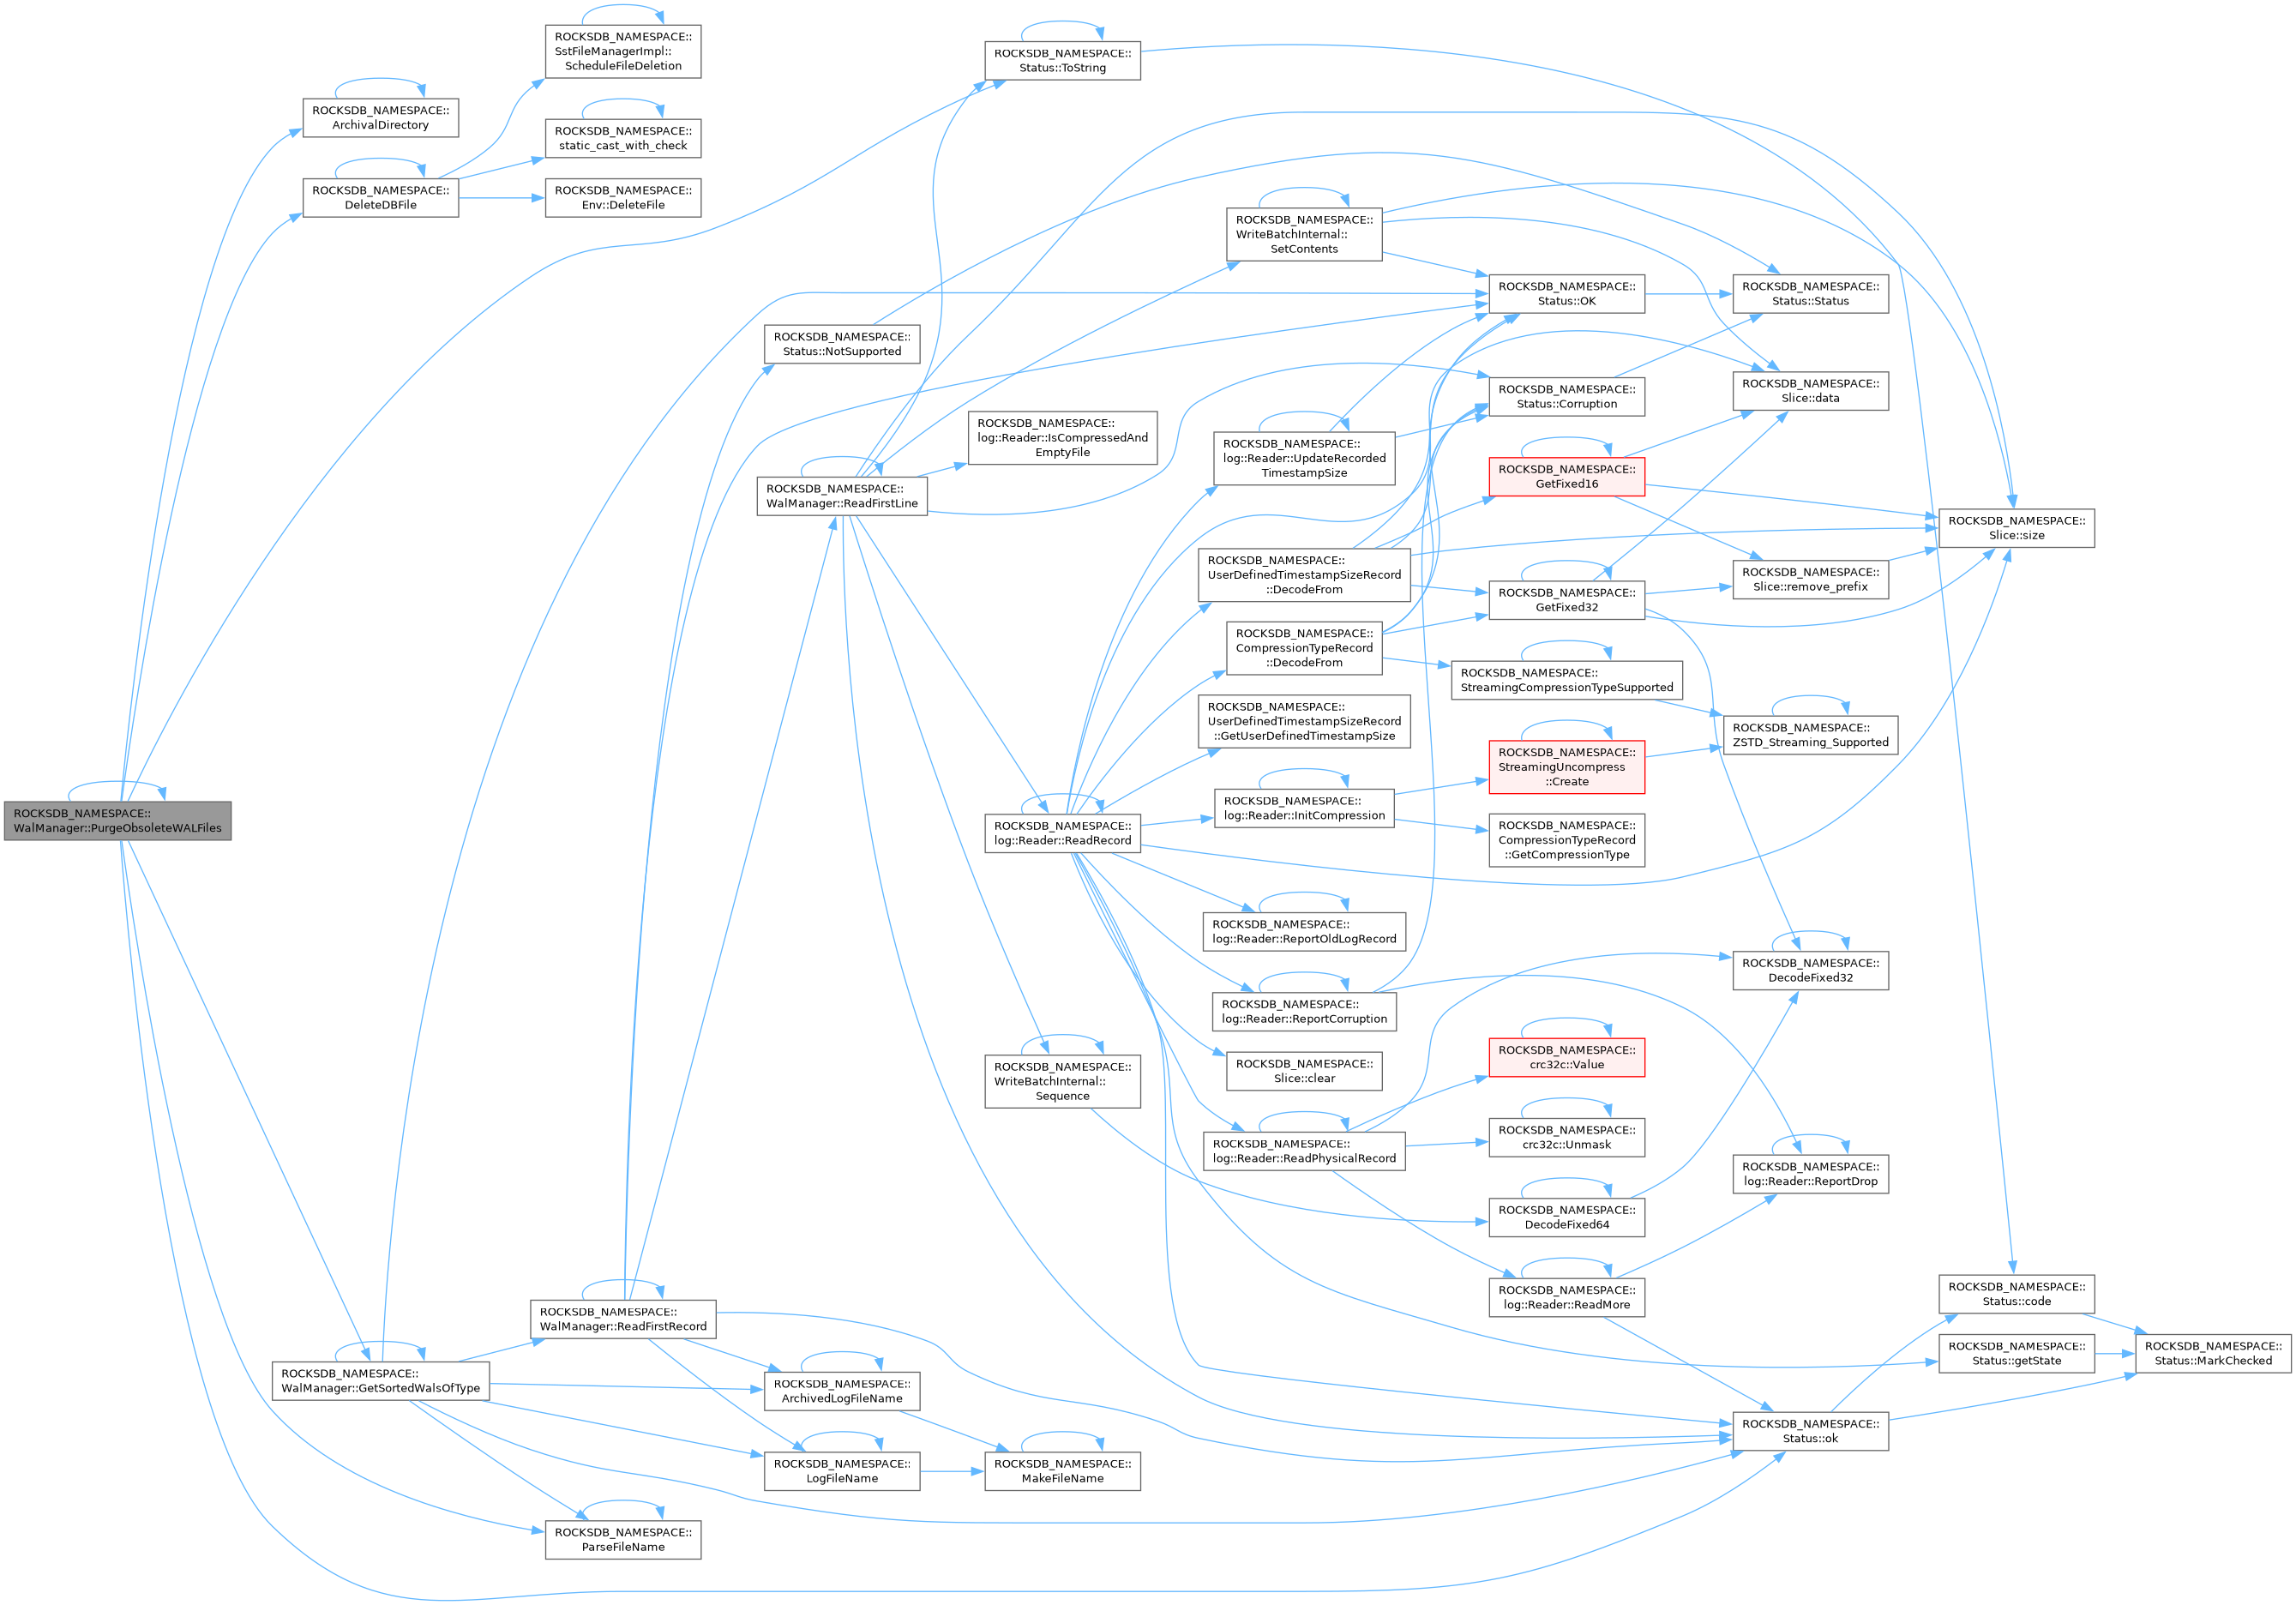 ROCKSDB_NAMESPACE::
WalManager::PurgeObsoleteWALFiles
ROCKSDB_NAMESPACE::
ArchivalDirectory
ROCKSDB_NAMESPACE::
DeleteDBFile
ROCKSDB_NAMESPACE::
WalManager::GetSortedWalsOfType
ROCKSDB_NAMESPACE::
SstFileManagerImpl::
ScheduleFileDeletion
ROCKSDB_NAMESPACE::
static_cast_with_check
ROCKSDB_NAMESPACE::
Env::DeleteFile
ROCKSDB_NAMESPACE::
WalManager::ReadFirstRecord
ROCKSDB_NAMESPACE::
ParseFileName
ROCKSDB_NAMESPACE::
Status::NotSupported
ROCKSDB_NAMESPACE::
WalManager::ReadFirstLine
ROCKSDB_NAMESPACE::
ArchivedLogFileName
ROCKSDB_NAMESPACE::
LogFileName
ROCKSDB_NAMESPACE::
Status::ToString
ROCKSDB_NAMESPACE::
log::Reader::IsCompressedAnd
EmptyFile
ROCKSDB_NAMESPACE::
log::Reader::ReadRecord
ROCKSDB_NAMESPACE::
WriteBatchInternal::
Sequence
ROCKSDB_NAMESPACE::
MakeFileName
ROCKSDB_NAMESPACE::
WriteBatchInternal::
SetContents
ROCKSDB_NAMESPACE::
log::Reader::UpdateRecorded
TimestampSize
ROCKSDB_NAMESPACE::
UserDefinedTimestampSizeRecord
::DecodeFrom
ROCKSDB_NAMESPACE::
CompressionTypeRecord
::DecodeFrom
ROCKSDB_NAMESPACE::
UserDefinedTimestampSizeRecord
::GetUserDefinedTimestampSize
ROCKSDB_NAMESPACE::
log::Reader::InitCompression
ROCKSDB_NAMESPACE::
log::Reader::ReportOldLogRecord
ROCKSDB_NAMESPACE::
log::Reader::ReportCorruption
ROCKSDB_NAMESPACE::
Slice::clear
ROCKSDB_NAMESPACE::
log::Reader::ReadPhysicalRecord
ROCKSDB_NAMESPACE::
Status::OK
ROCKSDB_NAMESPACE::
Status::Corruption
ROCKSDB_NAMESPACE::
GetFixed16
ROCKSDB_NAMESPACE::
GetFixed32
ROCKSDB_NAMESPACE::
StreamingCompressionTypeSupported
ROCKSDB_NAMESPACE::
StreamingUncompress
::Create
ROCKSDB_NAMESPACE::
CompressionTypeRecord
::GetCompressionType
ROCKSDB_NAMESPACE::
crc32c::Value
ROCKSDB_NAMESPACE::
crc32c::Unmask
ROCKSDB_NAMESPACE::
DecodeFixed64
ROCKSDB_NAMESPACE::
log::Reader::ReadMore
ROCKSDB_NAMESPACE::
Status::Status
ROCKSDB_NAMESPACE::
Slice::data
ROCKSDB_NAMESPACE::
Slice::remove_prefix
ROCKSDB_NAMESPACE::
ZSTD_Streaming_Supported
ROCKSDB_NAMESPACE::
DecodeFixed32
ROCKSDB_NAMESPACE::
log::Reader::ReportDrop
ROCKSDB_NAMESPACE::
Status::ok
ROCKSDB_NAMESPACE::
Slice::size
ROCKSDB_NAMESPACE::
Status::code
ROCKSDB_NAMESPACE::
Status::getState
ROCKSDB_NAMESPACE::
Status::MarkChecked